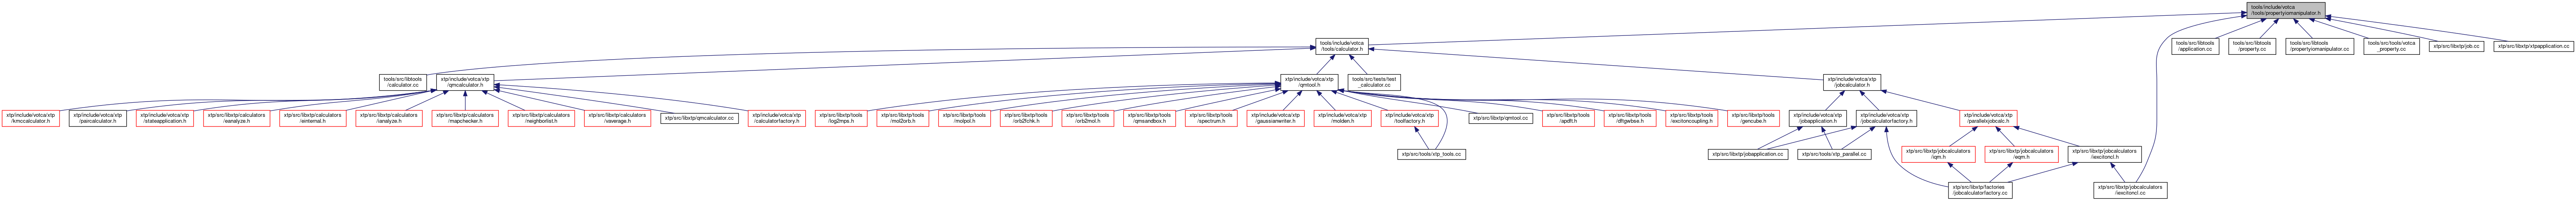 tools/include/votca
/tools/propertyiomanipulator.h
tools/include/votca
/tools/calculator.h
tools/src/libtools
/application.cc
tools/src/libtools
/property.cc
tools/src/libtools
/propertyiomanipulator.cc
tools/src/tools/votca
_property.cc
xtp/src/libxtp/job.cc
xtp/src/libxtp/xtpapplication.cc
tools/src/libtools
/calculator.cc
xtp/include/votca/xtp
/qmcalculator.h
xtp/include/votca/xtp
/qmtool.h
tools/src/tests/test
_calculator.cc
xtp/include/votca/xtp
/jobcalculator.h
xtp/include/votca/xtp
/kmccalculator.h
xtp/include/votca/xtp
/parcalculator.h
xtp/include/votca/xtp
/stateapplication.h
xtp/src/libxtp/calculators
/eanalyze.h
xtp/src/libxtp/calculators
/einternal.h
xtp/src/libxtp/calculators
/ianalyze.h
xtp/src/libxtp/calculators
/mapchecker.h
xtp/src/libxtp/calculators
/neighborlist.h
xtp/src/libxtp/calculators
/vaverage.h
xtp/src/libxtp/qmcalculator.cc
xtp/include/votca/xtp
/calculatorfactory.h
xtp/src/libxtp/tools
/log2mps.h
xtp/src/libxtp/tools
/mol2orb.h
xtp/src/libxtp/tools
/molpol.h
xtp/src/libxtp/tools
/orb2fchk.h
xtp/src/libxtp/tools
/orb2mol.h
xtp/src/libxtp/tools
/qmsandbox.h
xtp/src/libxtp/tools
/spectrum.h
xtp/include/votca/xtp
/gaussianwriter.h
xtp/include/votca/xtp
/molden.h
xtp/include/votca/xtp
/toolfactory.h
xtp/src/libxtp/qmtool.cc
xtp/src/libxtp/tools
/apdft.h
xtp/src/libxtp/tools
/dftgwbse.h
xtp/src/libxtp/tools
/excitoncoupling.h
xtp/src/libxtp/tools
/gencube.h
xtp/include/votca/xtp
/jobapplication.h
xtp/include/votca/xtp
/jobcalculatorfactory.h
xtp/include/votca/xtp
/parallelxjobcalc.h
xtp/src/tools/xtp_tools.cc
xtp/src/libxtp/jobapplication.cc
xtp/src/tools/xtp_parallel.cc
xtp/src/libxtp/jobcalculators
/iqm.h
xtp/src/libxtp/jobcalculators
/eqm.h
xtp/src/libxtp/jobcalculators
/iexcitoncl.h
xtp/src/libxtp/factories
/jobcalculatorfactory.cc
xtp/src/libxtp/jobcalculators
/iexcitoncl.cc